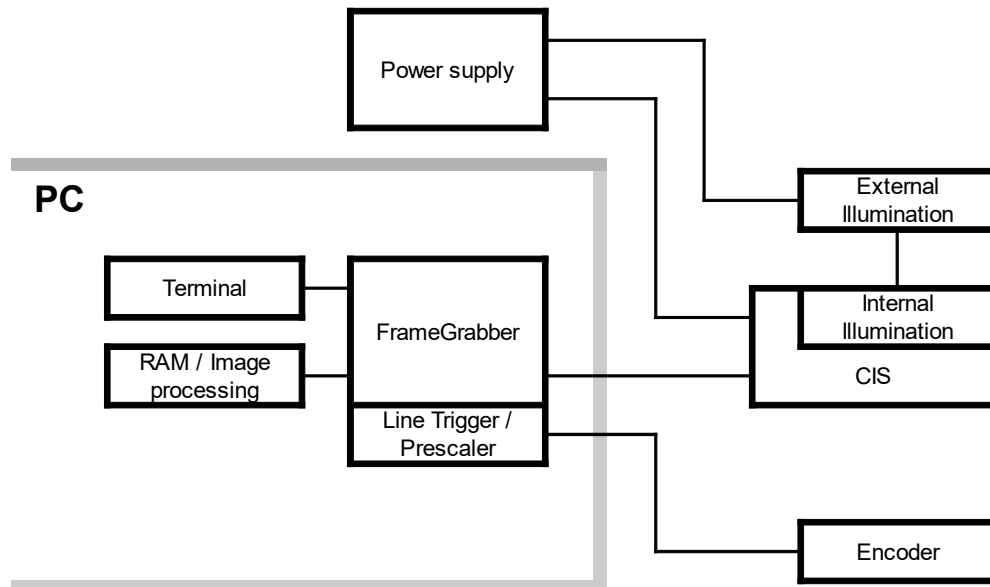 Power supply
PC
External
Illumination
Terminal
FrameGrabber
Internal
Illumination
RAM / Image
processing
CIS
Line Trigger /
Prescaler
Encoder